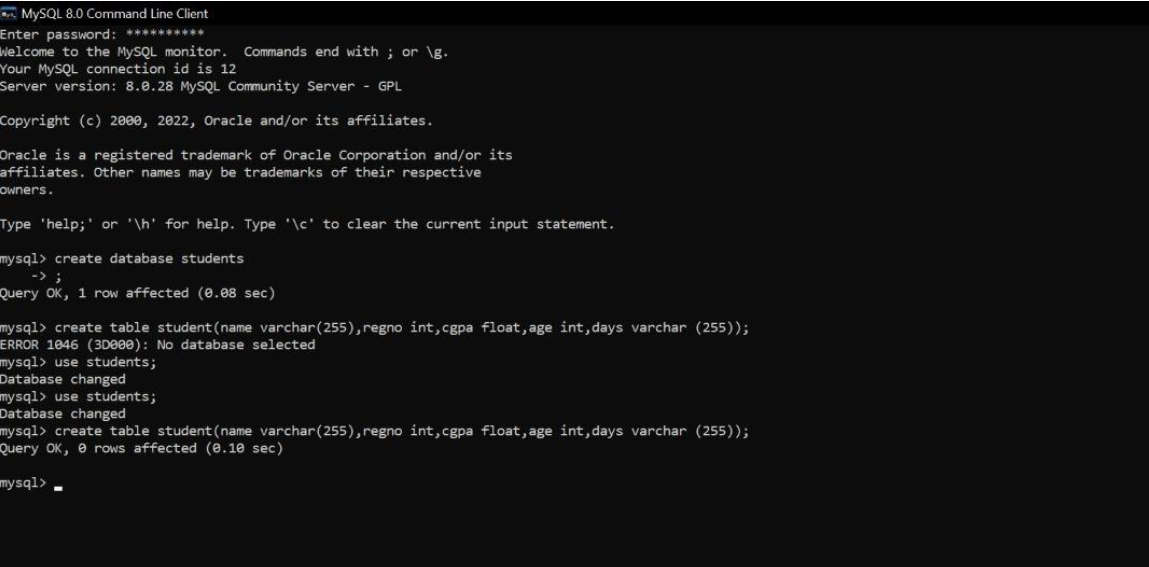 MySQL 8.0 Command Line Client
Enter password: **********
Welcome to the MySQL monitor.  Commands end with ; or \g.
Your MySQL connection id is 12
Server version: 8.0.28 MySQL Community Server - GPL
Copyright (c) 2000, 2022, Oracle and/or its affiliates.
Oracle is a registered trademark of Oracle Corporation and/or its
affiliates. Other names may be trademarks of their respective
owners.
Type 'help;' or '\h' for help. Type '\c' to clear the current input statement.
mysql> create database students
    -> ;
Query OK, 1 row affected (0.08 sec)
mysql> create table student(name varchar(255),regno int,cgpa float,age int,days varchar (255));
ERROR 1046 (3D000): No database selected
mysql> use students;
Database changed
mysql> use students;
Database changed
mysql> create table student(name varchar(255),regno int,cgpa float,age int,days varchar (255));
Query OK, 0 rows affected (0.10 sec)
mysql>